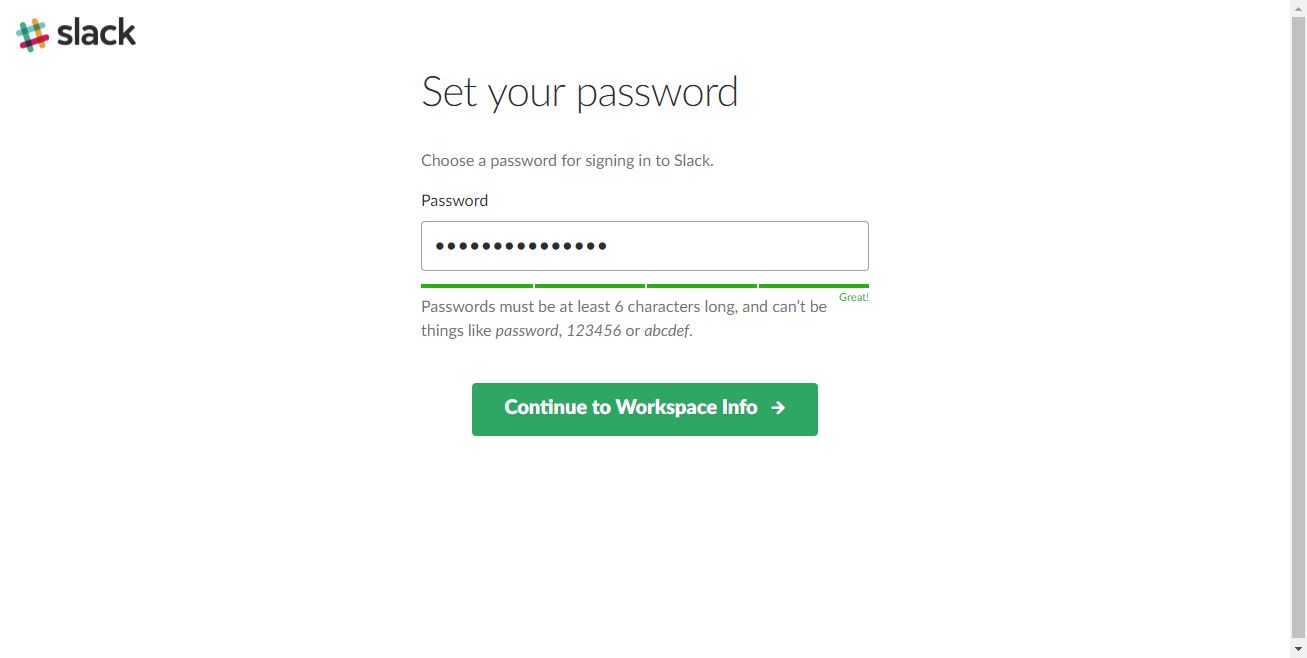 slack
Set your password
Choose a password for signing in to Slack.
Password
•••••••••••••••
Great!
Passwords must be at least 6 characters long, and can't be
things like password, 123456 or abcdef.
Continue to Workspace Info →